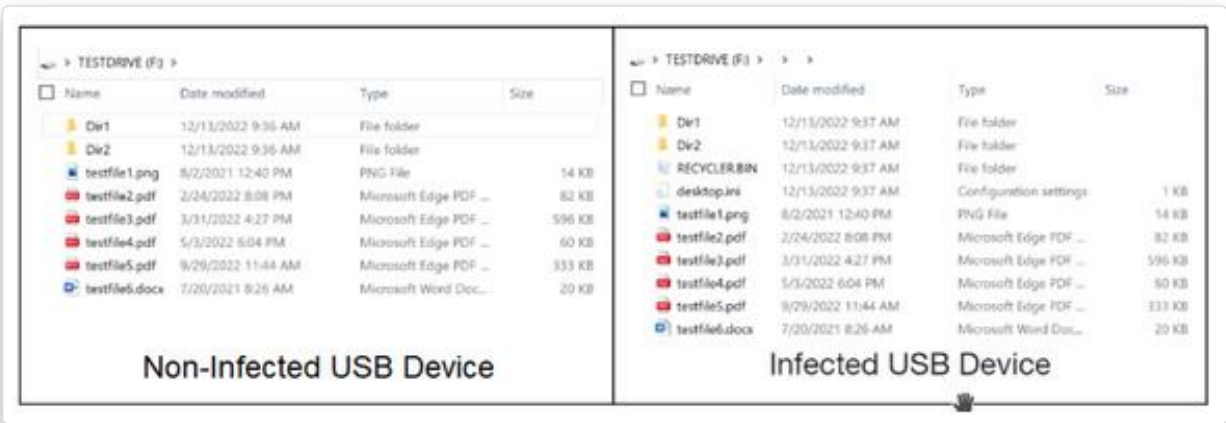 > TESTDRIVE (F:) >
Name Date modified Type Size
Dir1 12/13/2022 9:36 AM File folder
Dir2 12/13/2022 9:36 AM File folder
testfile1.png 8/2/2021 12:40 PM PNG File 14 KB
testfile2.pdf 2/24/2022 8:08 PM Microsoft Edge PDF ... 82 KB
testfile3.pdf 3/31/2022 4:27 PM Microsoft Edge PDF ... 596 KB
testfile4.pdf 5/3/2022 6:04 PM Microsoft Edge PDF ... 60 KB
testfile5.pdf 9/29/2022 11:44 AM Microsoft Edge PDF ... 333 KB
testfile6.docx 7/20/2021 8:26 AM Microsoft Word Doc... 20 KB
Non-Infected USB Device
> TESTDRIVE (F:) > > >
Name Date modified Type Size
Dir1 12/13/2022 9:37 AM File folder
Dir2 12/13/2022 9:37 AM File folder
RECYCLER.BIN 12/13/2022 9:37 AM File folder
desktop.ini 12/13/2022 9:37 AM Configuration settings 1 KB
testfile1.png 8/2/2021 12:40 PM PNG File 14 KB
testfile2.pdf 2/24/2022 8:08 PM Microsoft Edge PDF ... 82 KB
testfile3.pdf 3/31/2022 4:27 PM Microsoft Edge PDF ... 596 KB
testfile4.pdf 5/3/2022 6:04 PM Microsoft Edge PDF ... 60 KB
testfile5.pdf 9/29/2022 11:44 AM Microsoft Edge PDF ... 333 KB
testfile6.docx 7/20/2021 8:26 AM Microsoft Word Doc... 20 KB
Infected USB Device